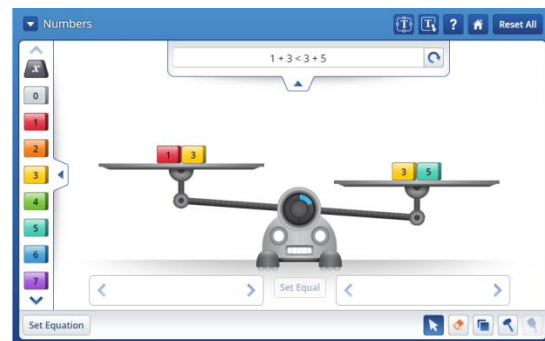 Numbers
T
T
?
Reset All
1 + 3 < 3 + 5
x
0
1
2
3
4
5
6
7
1 3
3 5
Set Equal
Set Equation